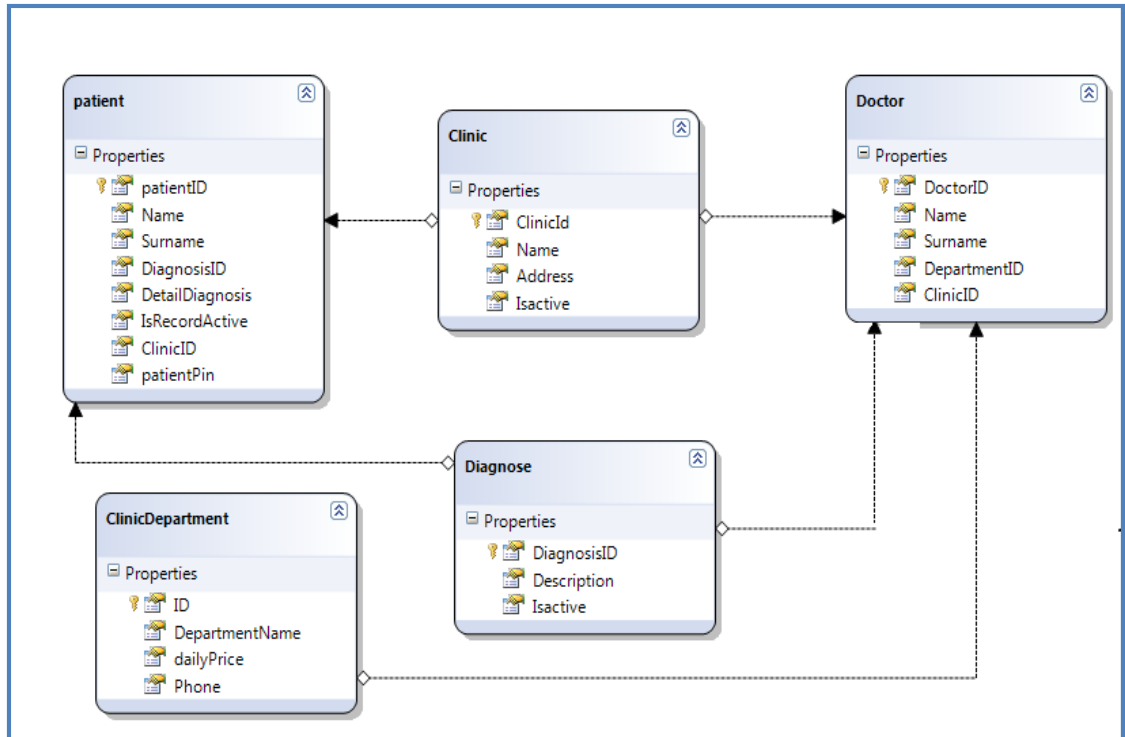 patient
Properties
patientID
Name
Surname
DiagnosisID
DetailDiagnosis
IsRecordActive
ClinicID
patientPin
Clinic
Properties
ClinicId
Name
Address
Isactive
Doctor
Properties
DoctorID
Name
Surname
DepartmentID
ClinicID
Diagnose
Properties
DiagnosisID
Description
Isactive
ClinicDepartment
Properties
ID
DepartmentName
dailyPrice
Phone